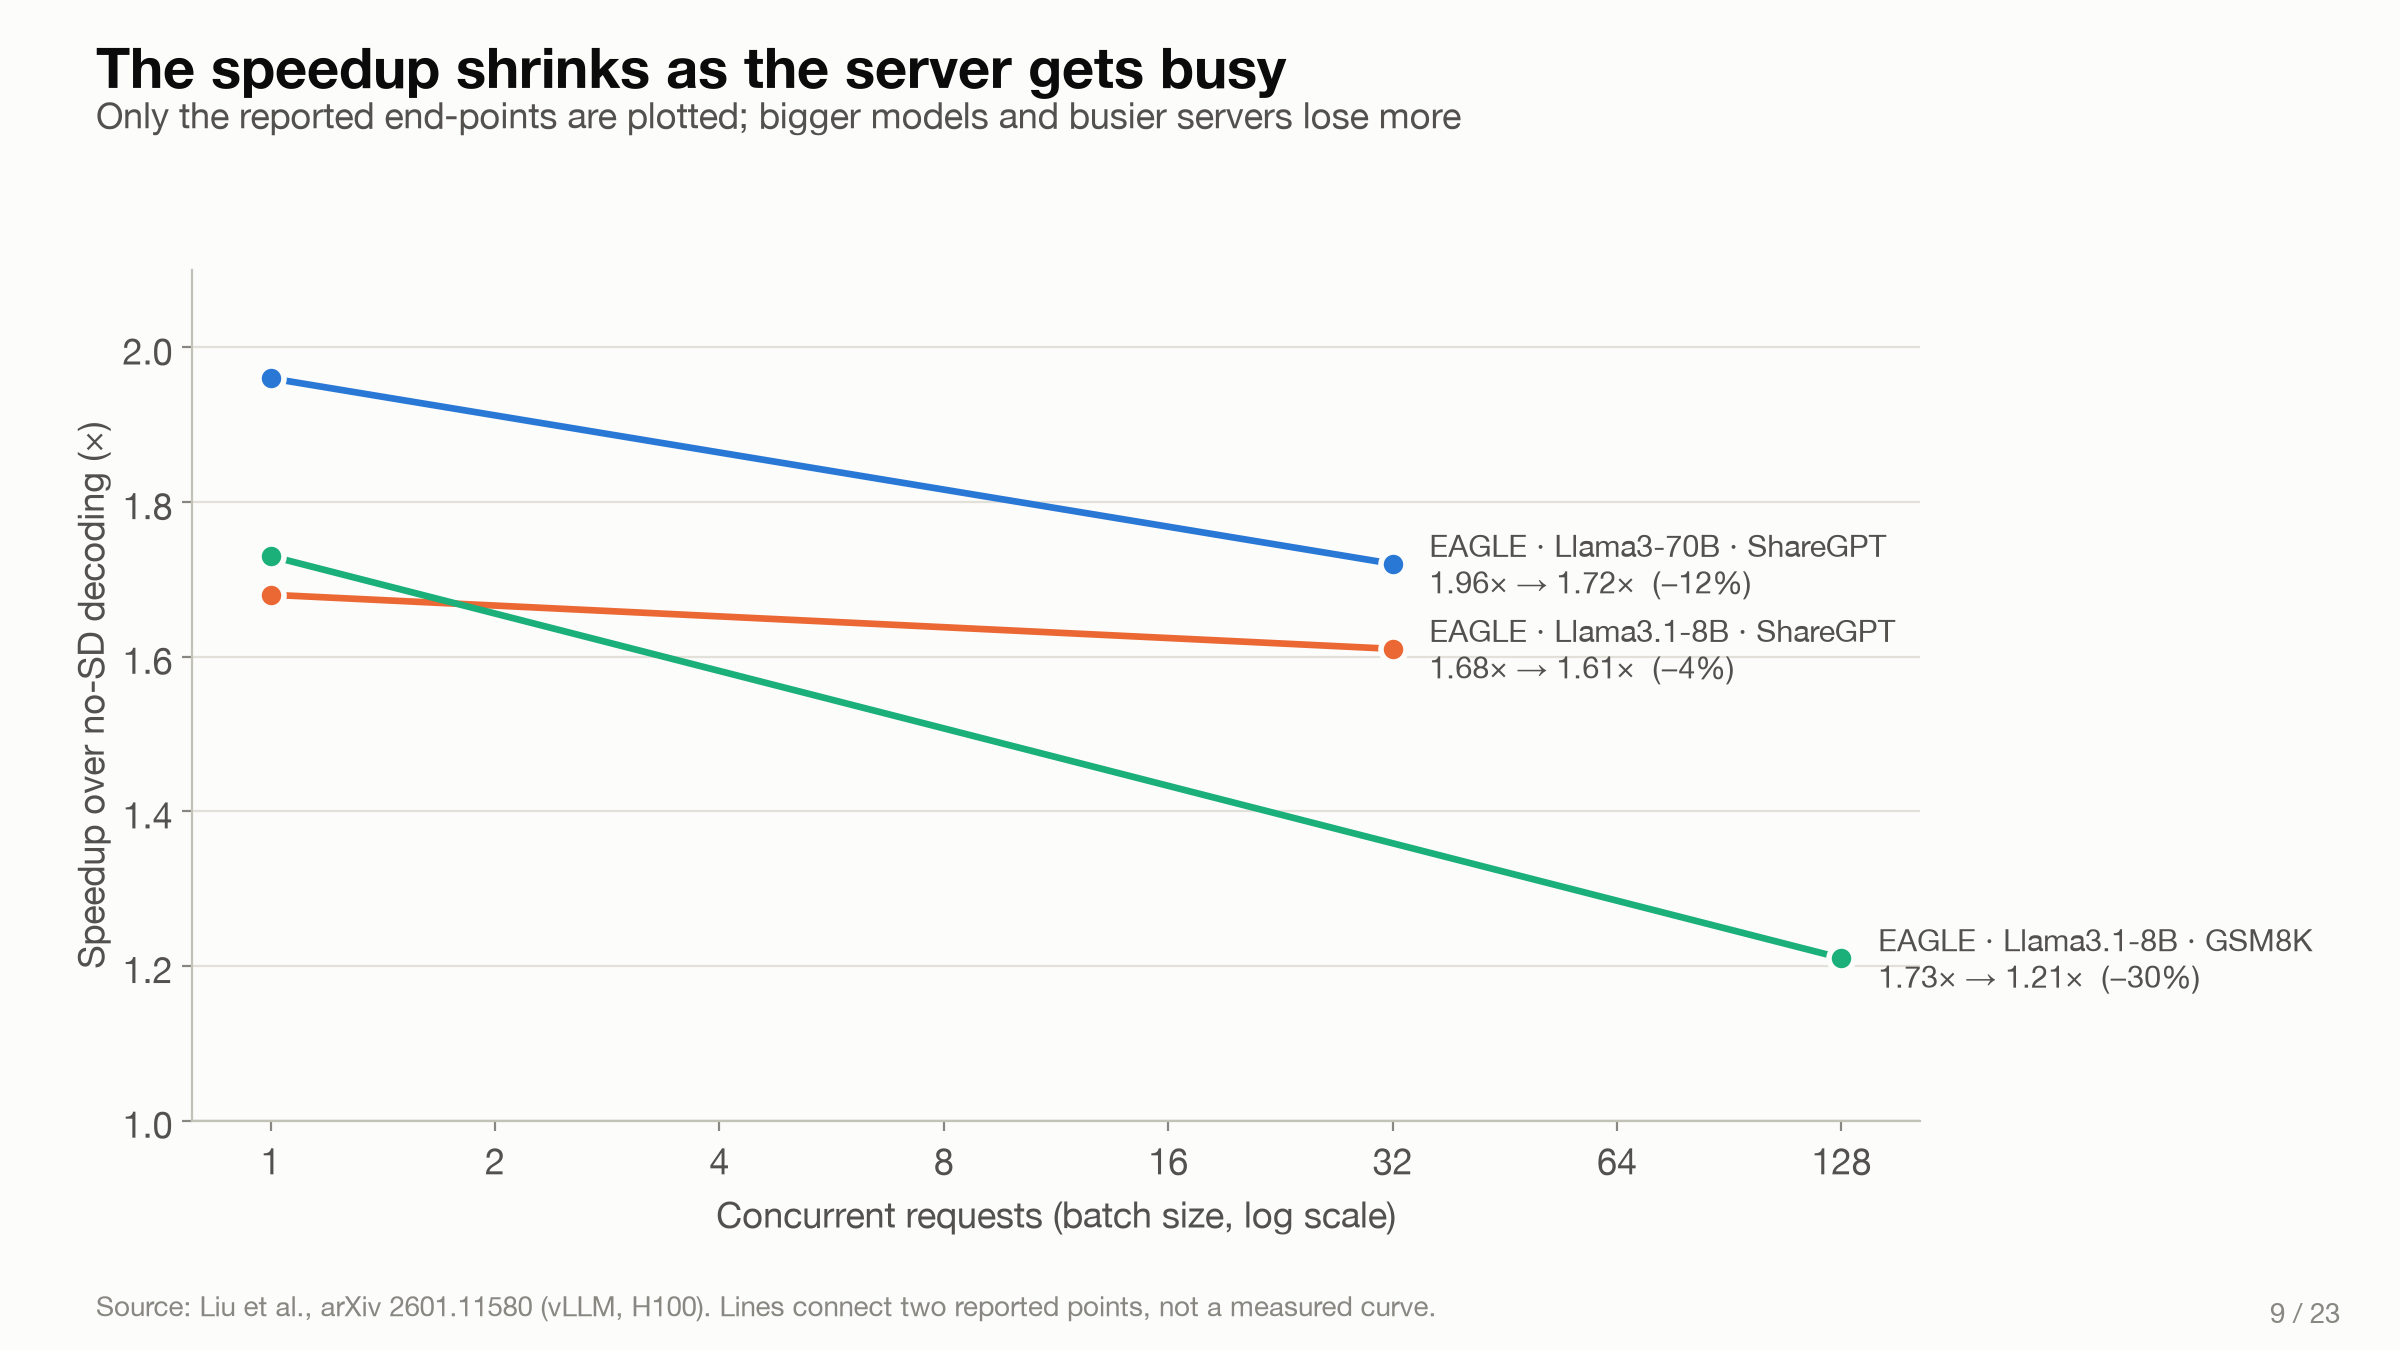 The speedup shrinks as the server gets busy
Only the reported end-points are plotted; bigger models and busier servers lose more
Speedup over no-SD decoding (×)
2.0
1.8
1.6
1.4
1.2
1.0
EAGLE · Llama3-70B · ShareGPT
1.96× → 1.72× (–12%)
EAGLE · Llama3.1-8B · ShareGPT
1.68× → 1.61× (–4%)
EAGLE · Llama3.1-8B · GSM8K
1.73× → 1.21× (–30%)
1 2 4 8 16 32 64 128
Concurrent requests (batch size, log scale)
Source: Liu et al., arXiv 2601.11580 (vLLM, H100). Lines connect two reported points, not a measured curve.
9 / 23